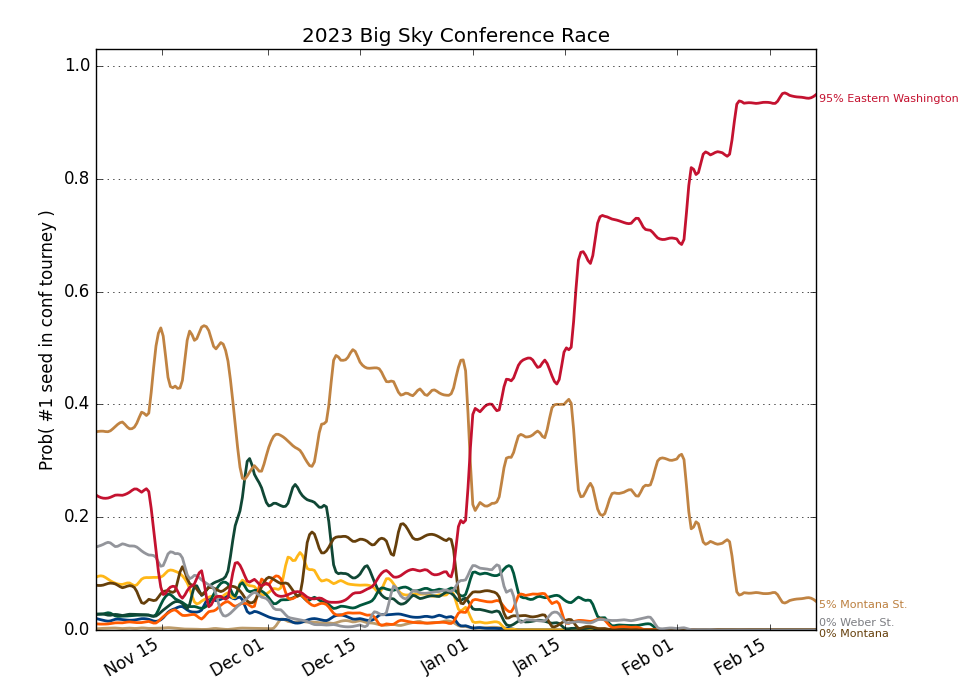 2023 Big Sky Conference Race
Prob( #1 seed in conf tourney )
1.0
0.8
0.6
0.4
0.2
0.0
95% Eastern Washington
5% Montana St.
0% Weber St.
0% Montana
Nov 15
Dec 01
Dec 15
Jan 01
Jan 15
Feb 01
Feb 15